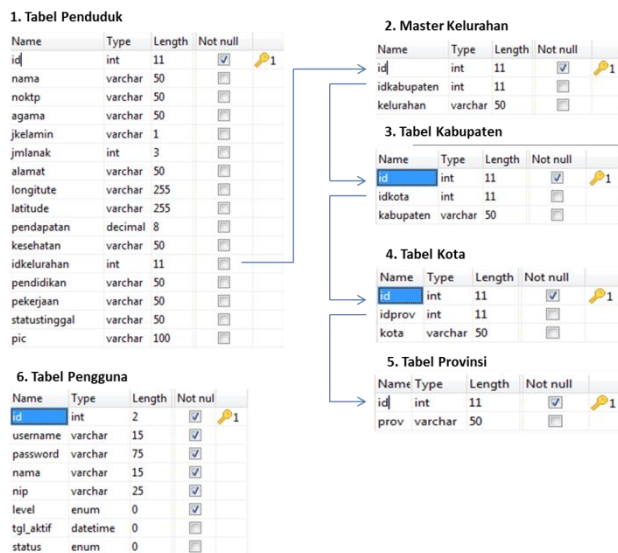 1. Tabel Penduduk
Name Type Length Not null
id int 11 1
nama varchar 50
noktp varchar 50
agama varchar 50
jkelamin varchar 1
jmlanak int 3
alamat varchar 50
longitute varchar 255
latitude varchar 255
pendapatan decimal 8
kesehatan varchar 50
idkelurahan int 11
pendidikan varchar 50
pekerjaan varchar 50
statustinggal varchar 50
pic varchar 100
2. Master Kelurahan
Name Type Length Not null
id int 11 1
idkabupaten int 11
kelurahan varchar 50
3. Tabel Kabupaten
Name Type Length Not null
id int 11 1
idkota int 11
kabupaten varchar 50
4. Tabel Kota
Name Type Length Not null
id int 11 1
idprov int 11
kota varchar 50
5. Tabel Provinsi
Name Type Length Not null
id int 11 1
prov varchar 50
6. Tabel Pengguna
Name Type Length Not nul
id int 2 1
username varchar 15
password varchar 75
nama varchar 15
nip varchar 25
level enum 0
tgl_aktif datetime 0
status enum 0